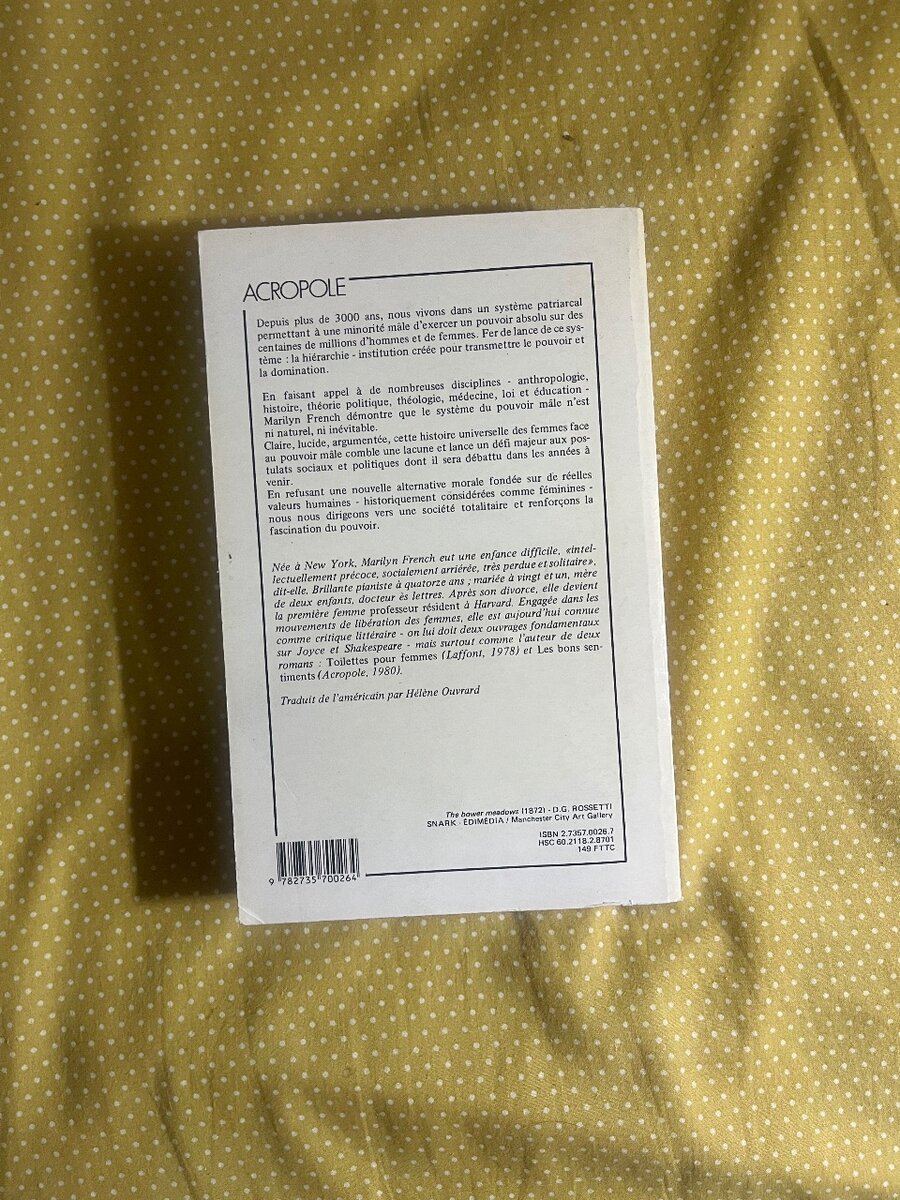 ACROPOLE
Depuis plus de 3000 ans, nous vivons dans un système patriarcal
permettant à une minorité mâle d'exercer un pouvoir absolu sur des
centaines de millions d'hommes et de femmes. Fer de lance de ce sys-
tème : la hiérarchie - institution créée pour transmettre le pouvoir et
la domination.
En faisant appel à de nombreuses disciplines - anthropologie,
histoire, théorie politique, théologie, médecine, loi et éducation -
Marilyn French démontre que le système du pouvoir mâle n'est
ni naturel, ni inévitable.
Claire, lucide, argumentée, cette histoire universelle des femmes face
au pouvoir mâle comble une lacune et lance un défi majeur aux pos-
tulats sociaux et politiques dont il sera débattu dans les années à
venir.
En refusant une nouvelle alternative morale fondée sur de réelles
valeurs humaines - historiquement considérées comme féminines -
nous nous dirigeons vers une société totalitaire et renforçons la
fascination du pouvoir.
Née à New York, Marilyn French eut une enfance difficile, «intel-
lectuellement précoce, socialement arriérée, très perdue et solitaire»,
dit-elle. Brillante pianiste à quatorze ans ; mariée à vingt et un, mère
de deux enfants, docteur ès lettres. Après son divorce, elle devient
la première femme professeur résident à Harvard. Engagée dans les
mouvements de libération des femmes, elle est aujourd'hui connue
comme critique littéraire - on lui doit deux ouvrages fondamentaux
sur Joyce et Shakespeare - mais surtout comme l'auteur de deux
romans : Toilettes pour femmes (Laffont, 1978) et Les bons sen-
timents (Acropole, 1980).
Traduit de l'américain par Hélène Ouvrard
The bower meadows (1872) - D.G. ROSSETTI
SNARK - ÉDIMÉDIA / Manchester City Art Gallery
ISBN 2.7357.0026.7
HSC 60.2118.2.8701
149 FTTC
9 782735 700264